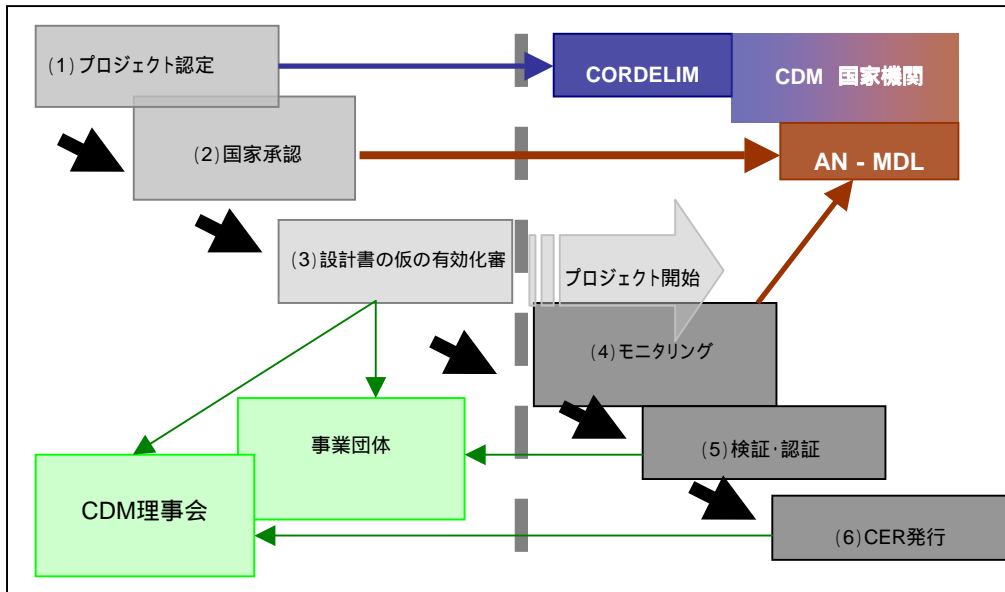 (1)プロジェクト認定
CORDELIM
CDM 国家機関
(2)国家承認
AN - MDL
(3)設計書の仮の有効化審
プロジェクト開始
(4)モニタリング
事業団体
(5)検証･認証
CDM理事会
(6)CER発行